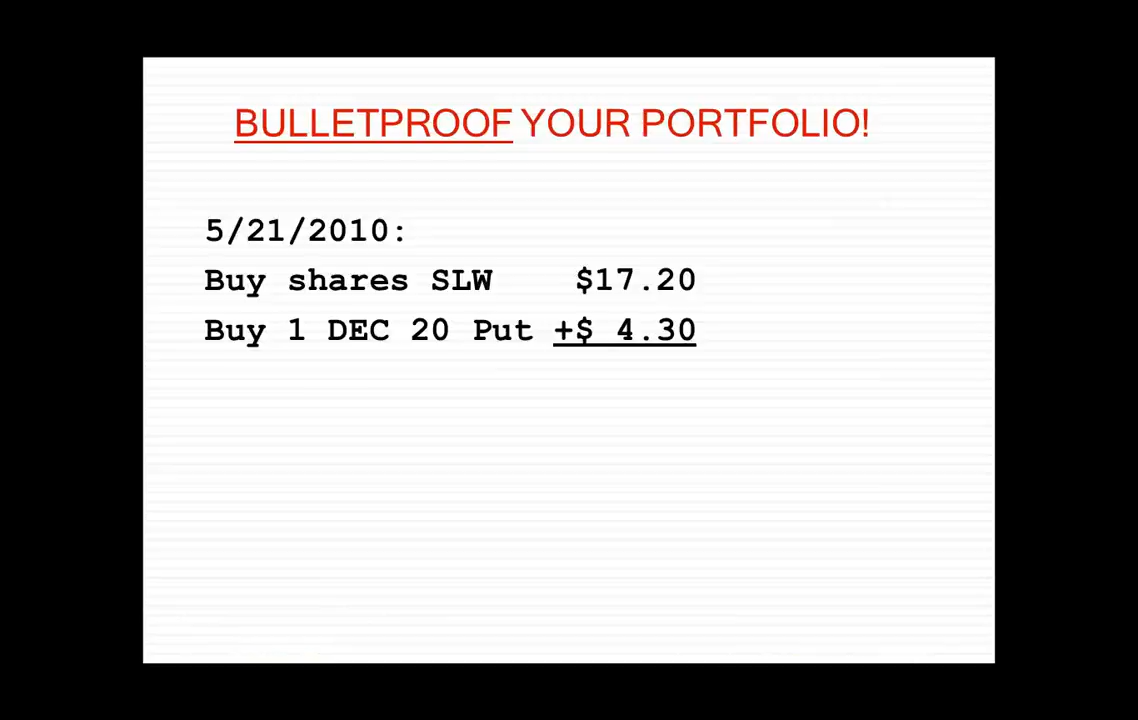 BULLETPROOF YOUR PORTFOLIO!
5/21/2010:
Buy shares SLW $17.20
Buy 1 DEC 20 Put +$ 4.30